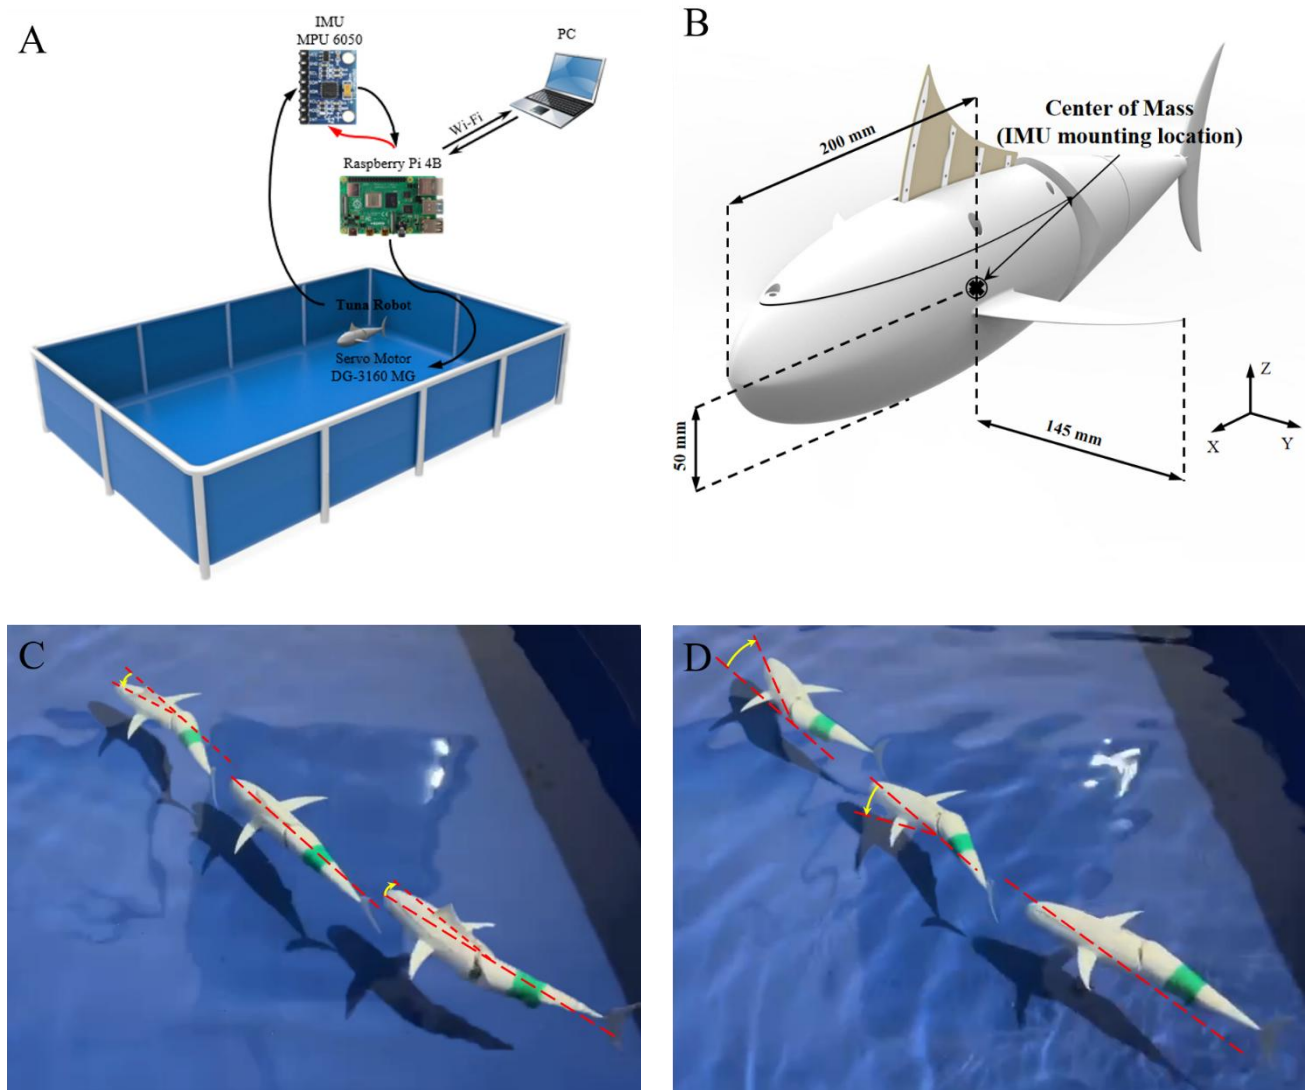 A
IMU
MPU 6050
PC
Wi-Fi
Raspberry Pi 4B
Tuna Robot
Servo Motor
DG-3160 MG
B
200 mm
Center of Mass
(IMU mounting location)
50 mm
145 mm
Z
X
Y
C
D